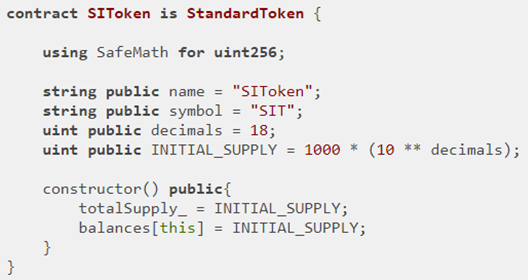 contract SIToken is StandardToken {
using SafeMath for uint256;
string public name = "SIToken";
string public symbol = "SIT";
uint public decimals = 18;
uint public INITIAL_SUPPLY = 1000 * (10 ** decimals);
constructor() public{
totalSupply_ = INITIAL_SUPPLY;
balances[this] = INITIAL_SUPPLY;
}
}